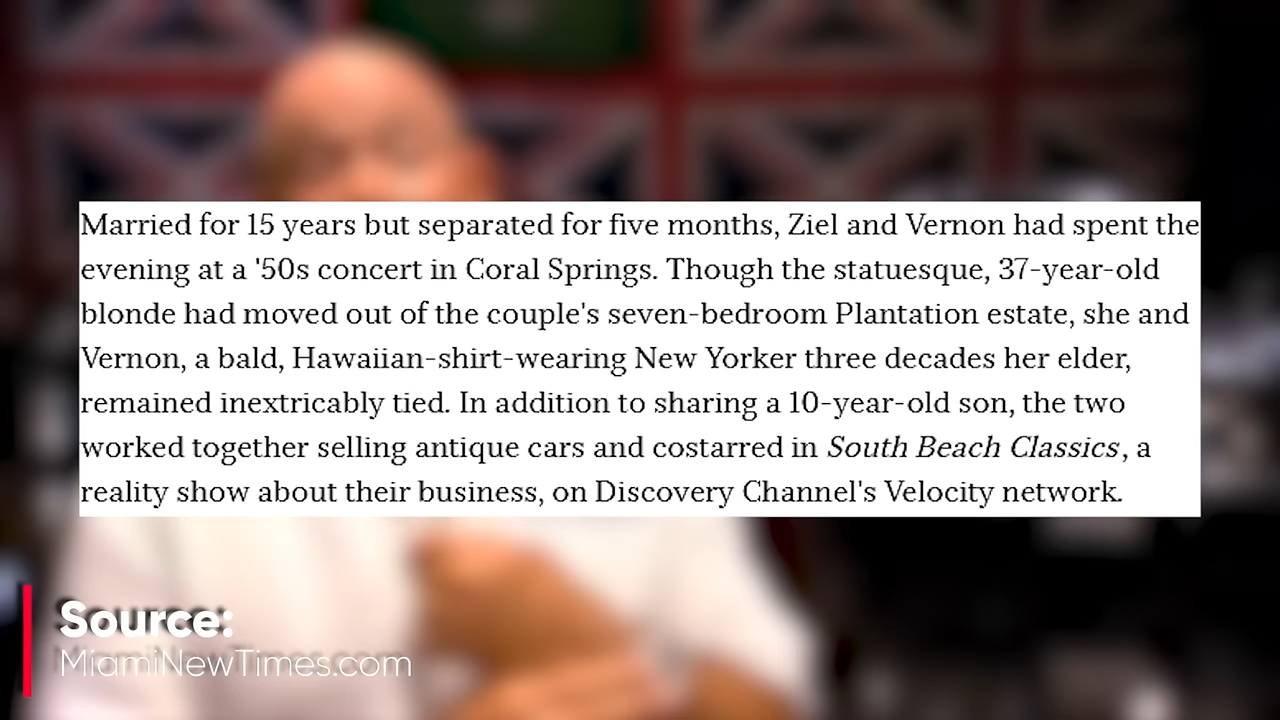 Married for 15 years but separated for five months, Ziel and Vernon had spent the
evening at a '50s concert in Coral Springs. Though the statuesque, 37-year-old
blonde had moved out of the couple's seven-bedroom Plantation estate, she and
Vernon, a bald, Hawaiian-shirt-wearing New Yorker three decades her elder,
remained inextricably tied. In addition to sharing a 10-year-old son, the two
worked together selling antique cars and costarred in South Beach Classics, a
reality show about their business, on Discovery Channel's Velocity network.
Source:
MiamiNewTimes.com